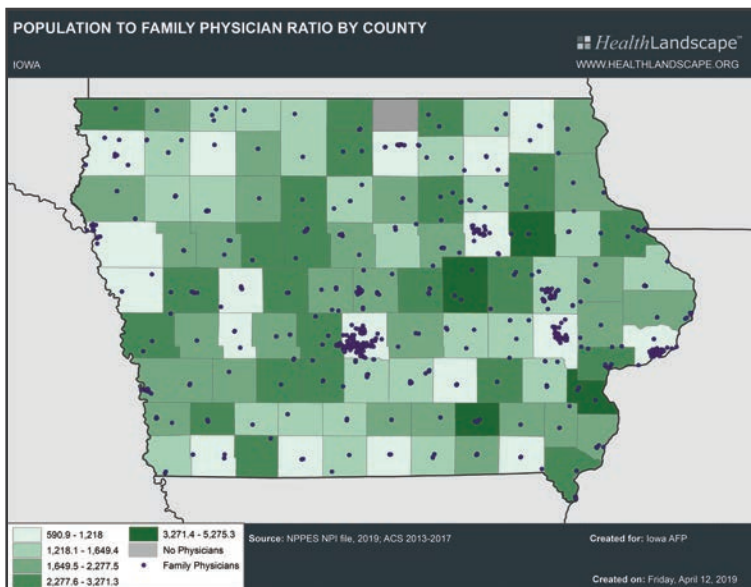 POPULATION TO FAMILY PHYSICIAN RATIO BY COUNTY
HealthLandscape™
IOWA
WWW.HEALTHLANDSCAPE.ORG
590.9 - 1,218
1,218.1 - 1,649.4
1,649.5 - 2,277.5
2,277.6 - 3,271.3
3,271.4 - 5,275.3
No Physicians
Family Physicians
Source: NPPES NPI file, 2019; ACS 2013-2017
Created for: Iowa AFP
Created on: Friday, April 12, 2019